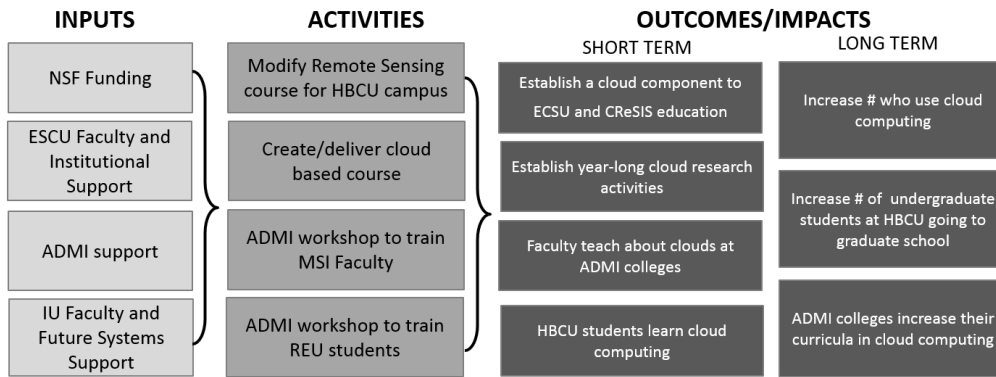 INPUTS
NSF Funding
ESCU Faculty and
Institutional
Support
ADMI support
IU Faculty and
Future Systems
Support
ACTIVITIES
Modify Remote Sensing
course for HBCU campus
Create/deliver cloud
based course
ADMI workshop to train
MSI Faculty
ADMI workshop to train
REU students
OUTCOMES/IMPACTS
SHORT TERM
Establish a cloud component to
ECSU and CReSIS education
Establish year-long cloud research
activities
Faculty teach about clouds at
ADMI colleges
HBCU students learn cloud
computing
LONG TERM
Increase # who use cloud
computing
Increase # of undergraduate
students at HBCU going to
graduate school
ADMI colleges increase their
curricula in cloud computing